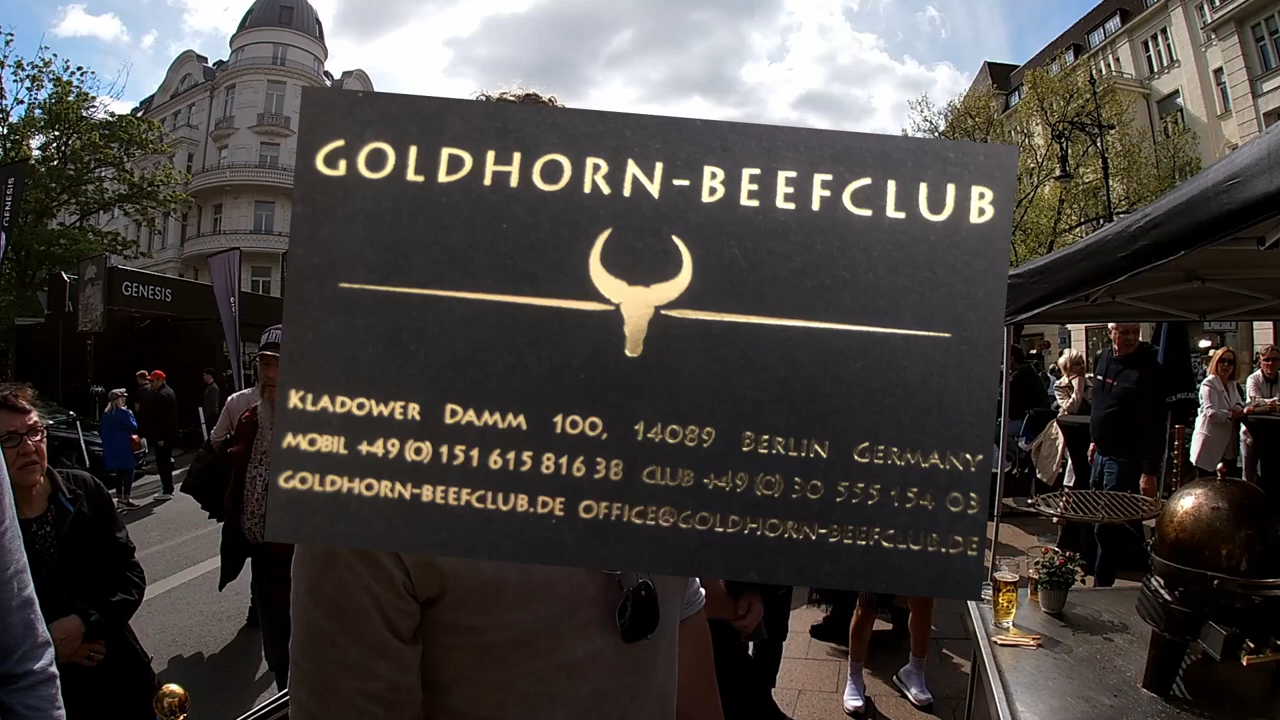 GOLDHORN-BEEFCLUB
KLADOWER DAMM 100, 14089 BERLIN GERMANY
MOBIL +49 (0) 151 615 816 38 CLUB +49 (0) 30 555 154 03
GOLDHORN-BEEFCLUB.DE OFFICE@GOLDHORN-BEEFCLUB.DE
GENESIS
GENESIS